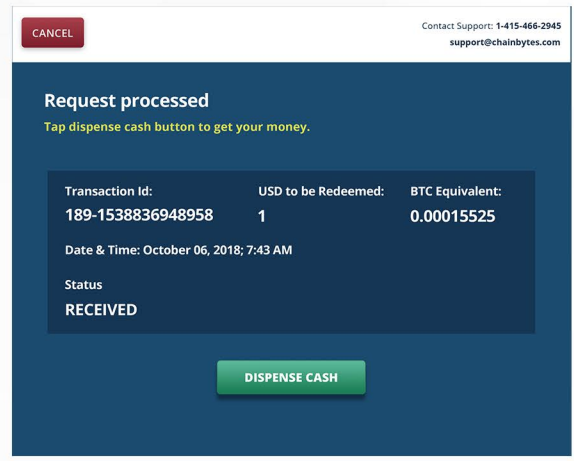 CANCEL
Contact Support: 1-415-466-2945
support@chainbytes.com
Request processed
Tap dispense cash button to get your money.
Transaction Id: USD to be Redeemed: BTC Equivalent:
189-1538836948958 1 0.00015525
Date & Time: October 06, 2018; 7:43 AM
Status
RECEIVED
DISPENSE CASH